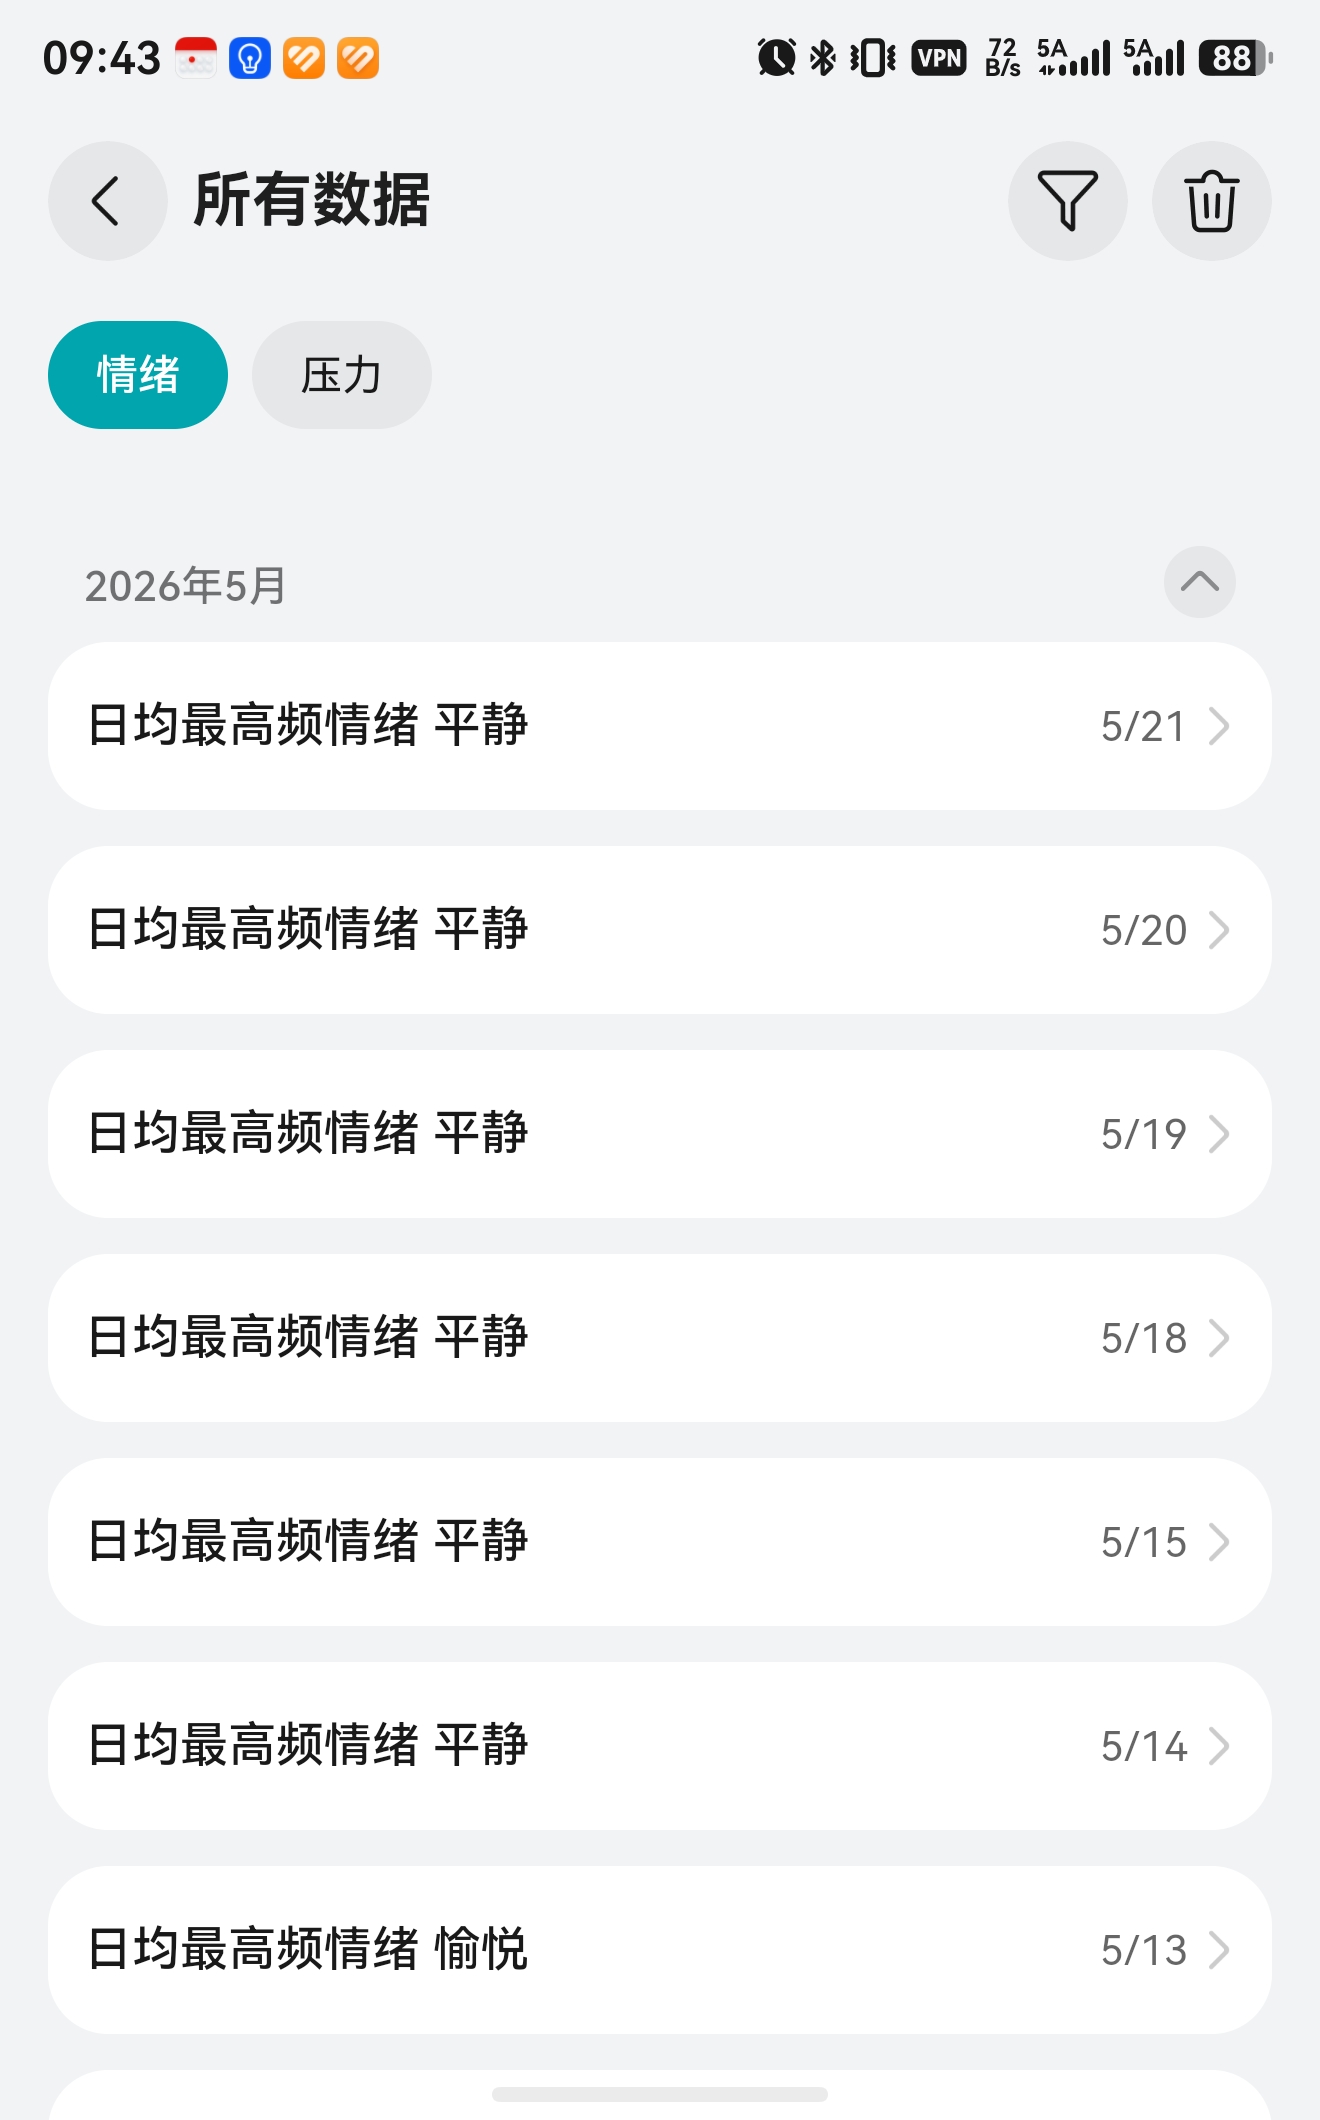 09:43
VPN
72
B/s
5A
5A
88
所有数据
情绪
压力
2026年5月
日均最高频情绪 平静
5/21
日均最高频情绪 平静
5/20
日均最高频情绪 平静
5/19
日均最高频情绪 平静
5/18
日均最高频情绪 平静
5/15
日均最高频情绪 平静
5/14
日均最高频情绪 愉悦
5/13